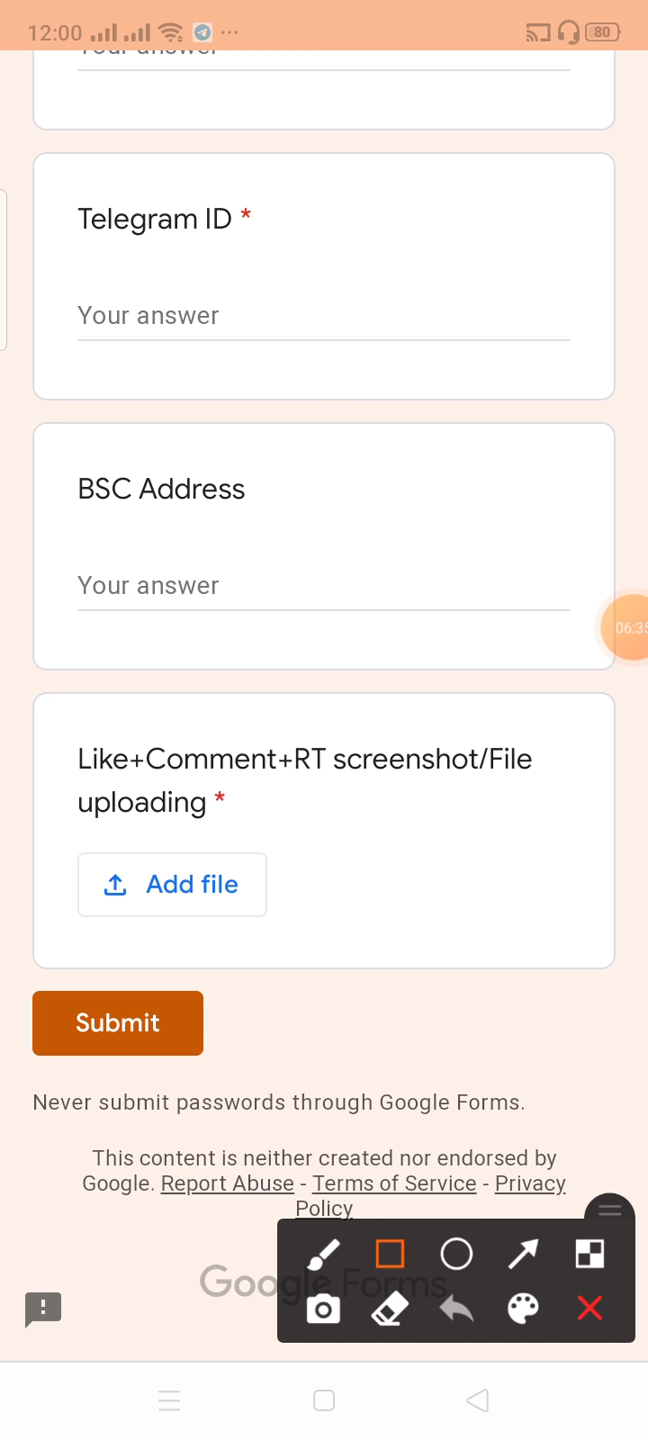 12:00 ... 80
Your answer
Telegram ID *
Your answer
BSC Address
Your answer
06:35
Like+Comment+RT screenshot/File
uploading *
Add file
Submit
Never submit passwords through Google Forms.
This content is neither created nor endorsed by
Google. Report Abuse - Terms of Service - Privacy
Policy
Google Forms